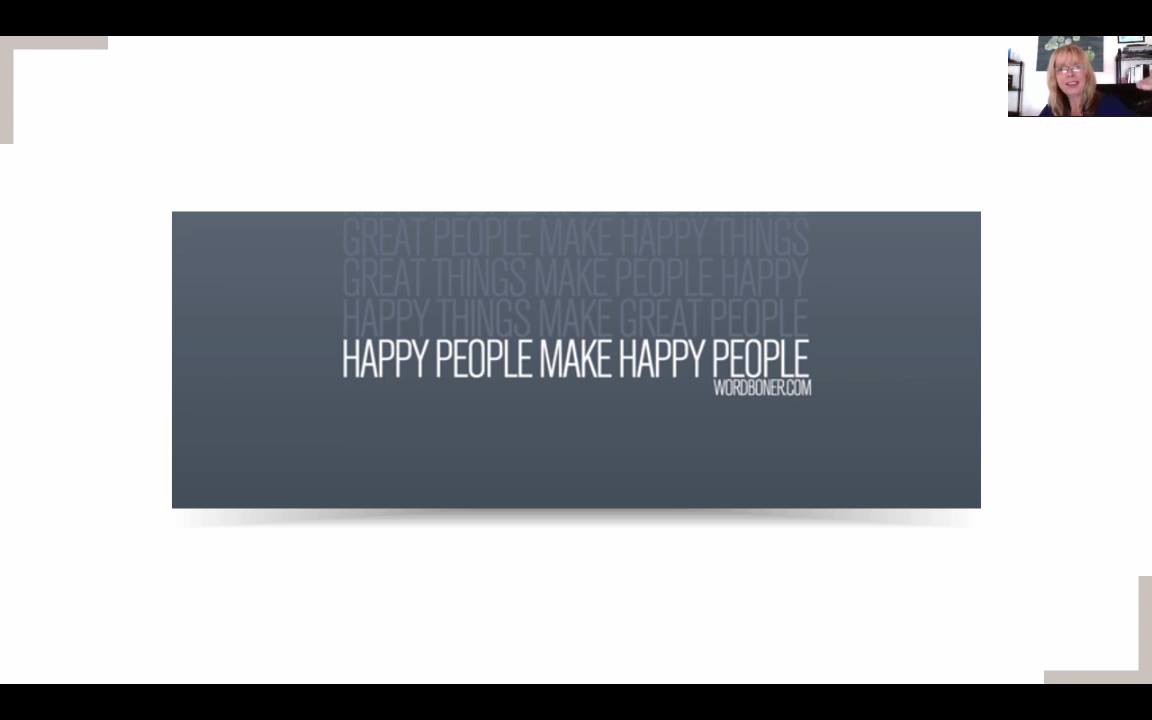 GREAT PEOPLE MAKE HAPPY THINGS
GREAT THINGS MAKE PEOPLE HAPPY
HAPPY THINGS MAKE GREAT PEOPLE
HAPPY PEOPLE MAKE HAPPY PEOPLE
WORDBONER.COM